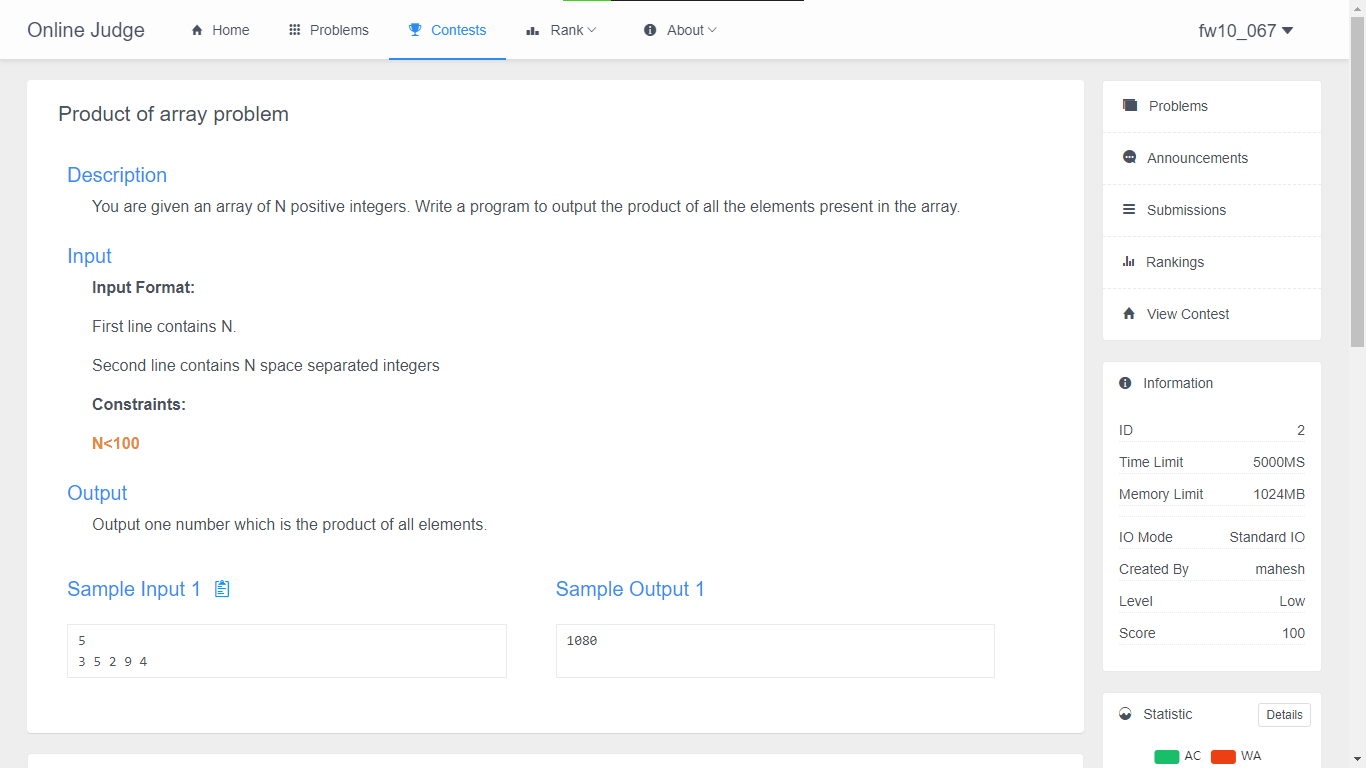 Online Judge
Home
Problems
Contests
Rank
About
fw10_067
Product of array problem
Description
You are given an array of N positive integers. Write a program to output the product of all the elements present in the array.
Input
Input Format:
First line contains N.
Second line contains N space separated integers
Constraints:
N<100
Output
Output one number which is the product of all elements.
Sample Input 1
5
3 5 2 9 4
Sample Output 1
1080
Problems
Announcements
Submissions
Rankings
View Contest
Information
ID 2
Time Limit 5000MS
Memory Limit 1024MB
IO Mode Standard IO
Created By mahesh
Level Low
Score 100
Statistic Details
AC WA